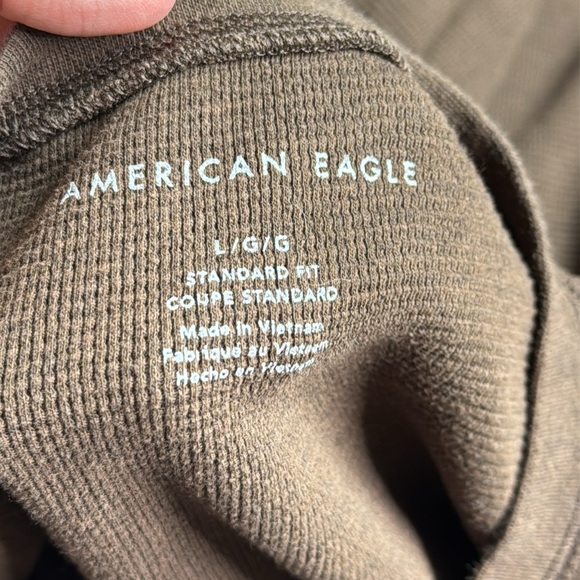 AMERICAN EAGLE
L/G/G
STANDARD FIT
COUPE STANDARD
Made in Vietnam
Fabriqué au Vietnam
Hecho en Vietnam